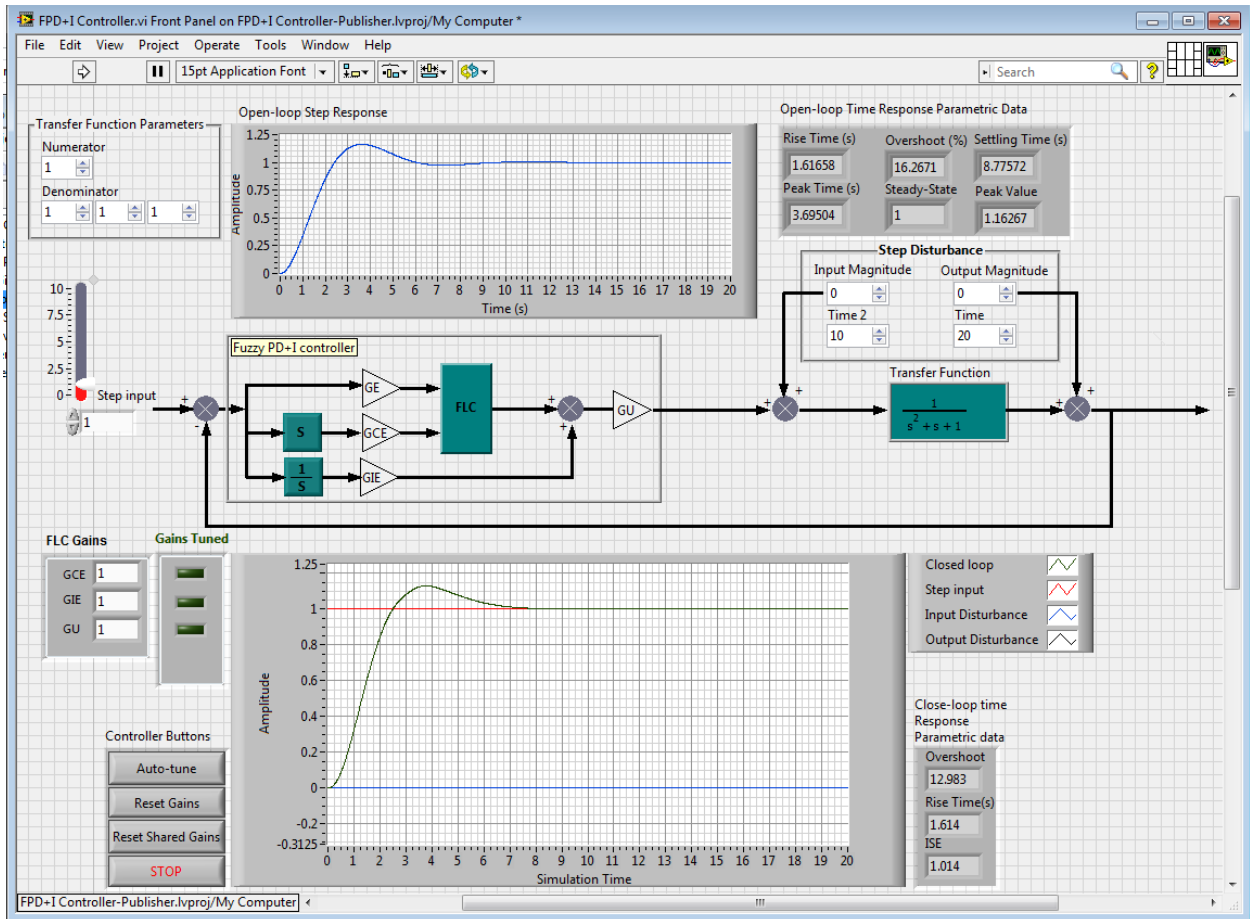 FPD+I Controller.vi Front Panel on FPD+I Controller-Publisher.lvproj/My Computer *
File Edit View Project Operate Tools Window Help
15pt Application Font
Search
Transfer Function Parameters
Numerator
1
Denominator
1 1 1
Open-loop Step Response
Amplitude
1.25
1
0.75
0.5
0.25
0
0 1 2 3 4 5 6 7 8 9 10 11 12 13 14 15 16 17 18 19 20
Time (s)
Open-loop Time Response Parametric Data
Rise Time (s) Overshoot (%) Settling Time (s)
1.61658 16.2671 8.77572
Peak Time (s) Steady-State Peak Value
3.69504 1 1.16267
Step Disturbance
Input Magnitude Output Magnitude
0 0
Time 2 Time
10 20
10
7.5
5
2.5
0
Step input
1
+
-
Fuzzy PD+I controller
GE
S
GCE
1
S
GIE
FLC
+
+
GU
+
+
Transfer Function
1
s2 + s + 1
+
+
FLC Gains
GCE 1
GIE 1
GU 1
Gains Tuned
Controller Buttons
Auto-tune
Reset Gains
Reset Shared Gains
STOP
Amplitude
1.25
1
0.8
0.6
0.4
0.2
0
-0.2
-0.3125
0 1 2 3 4 5 6 7 8 9 10 11 12 13 14 15 16 17 18 19 20
Simulation Time
Closed loop
Step input
Input Disturbance
Output Disturbance
Close-loop time
Response
Parametric data
Overshoot
12.983
Rise Time(s)
1.614
ISE
1.014
FPD+I Controller-Publisher.lvproj/My Computer